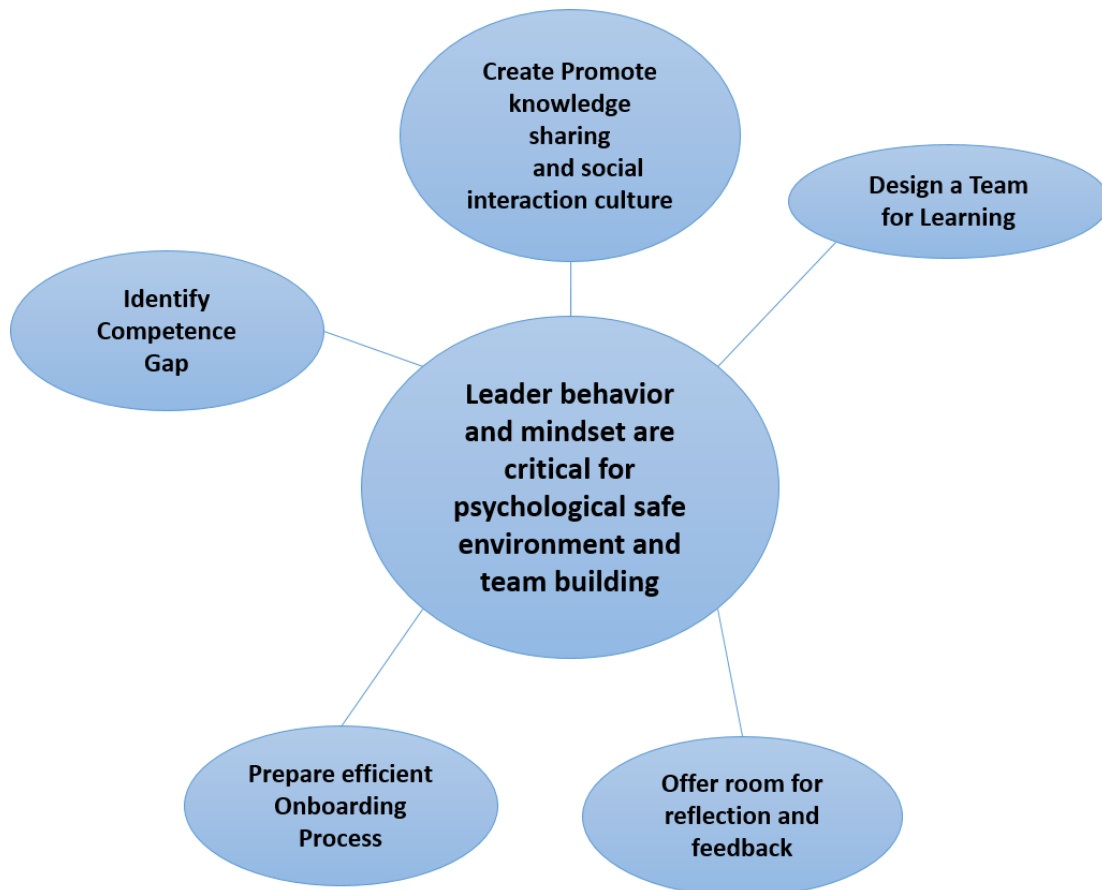 Create Promote
knowledge
sharing
and social
interaction culture
Design a Team
for Learning
Identify
Competence
Gap
Leader behavior
and mindset are
critical for
psychological safe
environment and
team building
Prepare efficient
Onboarding
Process
Offer room for
reflection and
feedback